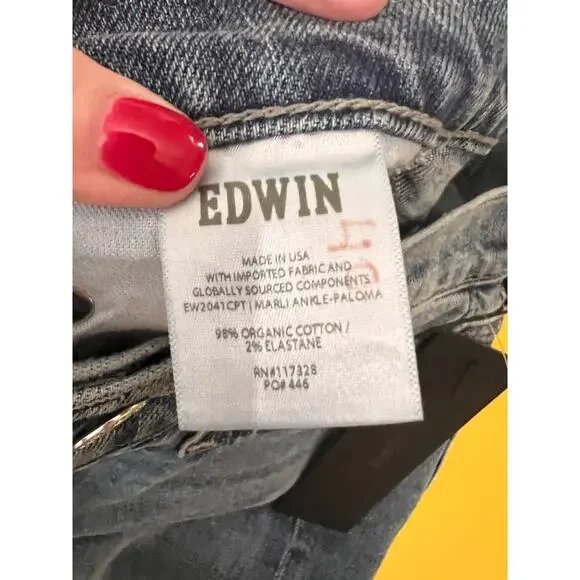 EDWIN
MADE IN USA
WITH IMPORTED FABRIC AND
GLOBALLY SOURCED COMPONENTS
EW2041CPT | MARLI ANKLE-PALOMA
98% ORGANIC COTTON /
2% ELASTANE
RN#117328
PO# 446